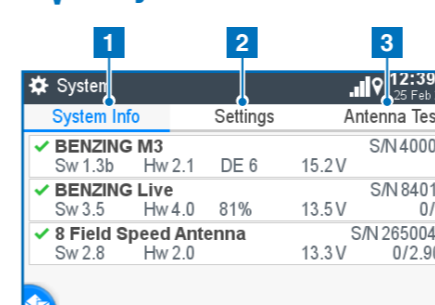 1 2 3
System 12:39
25 Feb
System Info Settings Antenna Tes
BENZING M3 S/N 4000
Sw 1.3b Hw 2.1 DE 6 15.2 V
BENZING Live S/N 8401
Sw 3.5 Hw 4.0 81% 13.5 V 0/
8 Field Speed Antenna S/N 265004
Sw 2.8 Hw 2.0 13.3 V 0/2.90